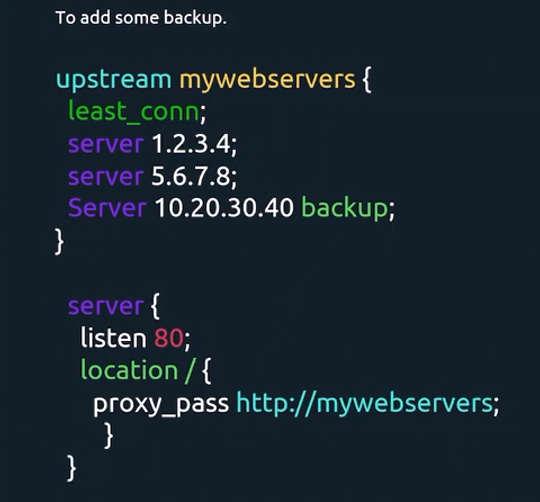 To add some backup.
upstream mywebservers {
least_conn;
server 1.2.3.4;
server 5.6.7.8;
Server 10.20.30.40 backup;
}
server {
listen 80;
location / {
proxy_pass http://mywebservers;
}
}